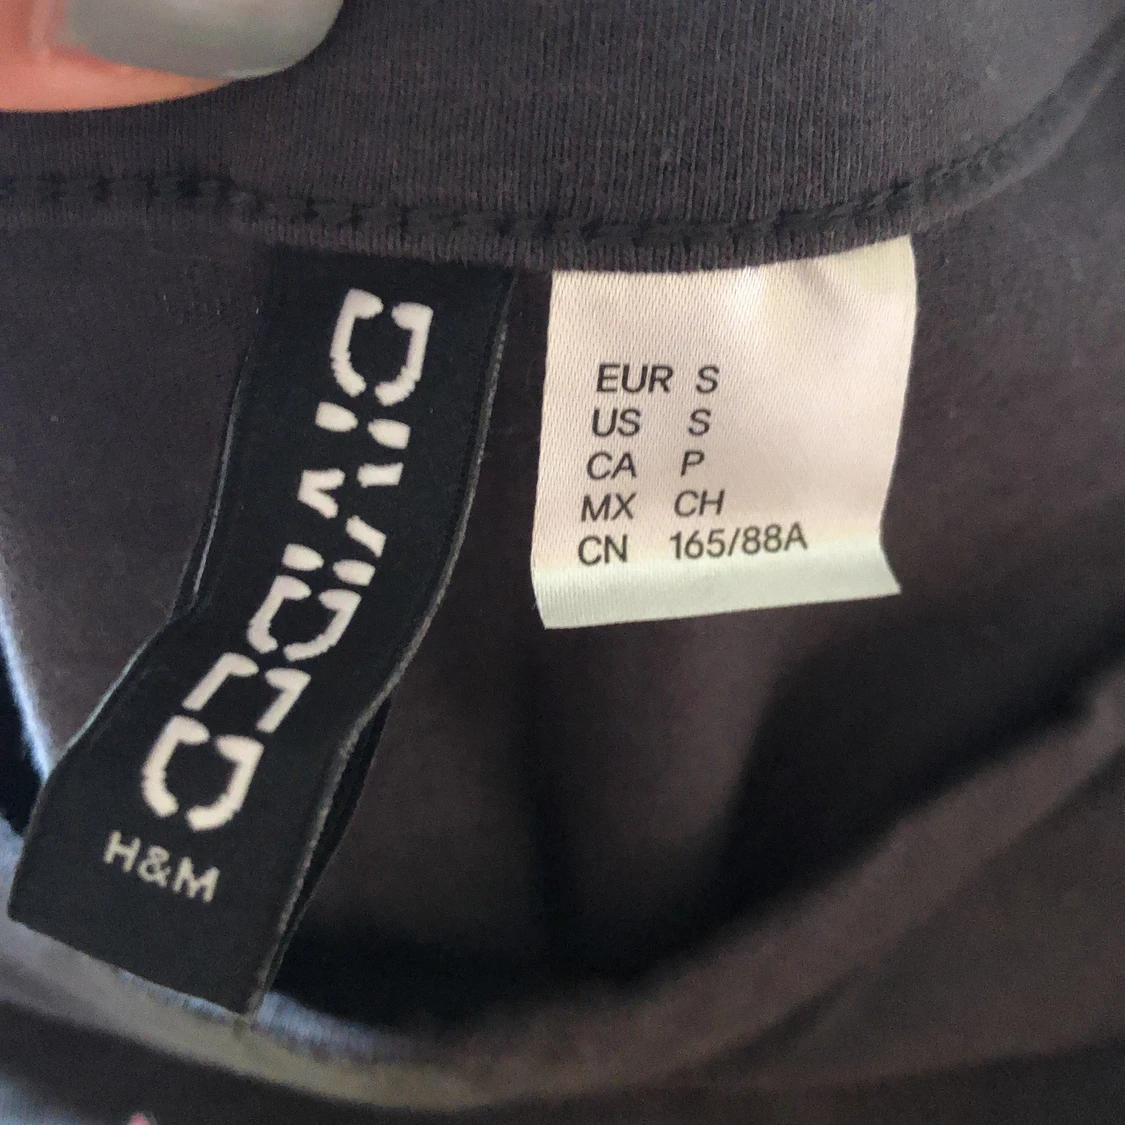 DIVIDED
H&M
EUR S
US S
CA P
MX CH
CN 165/88A